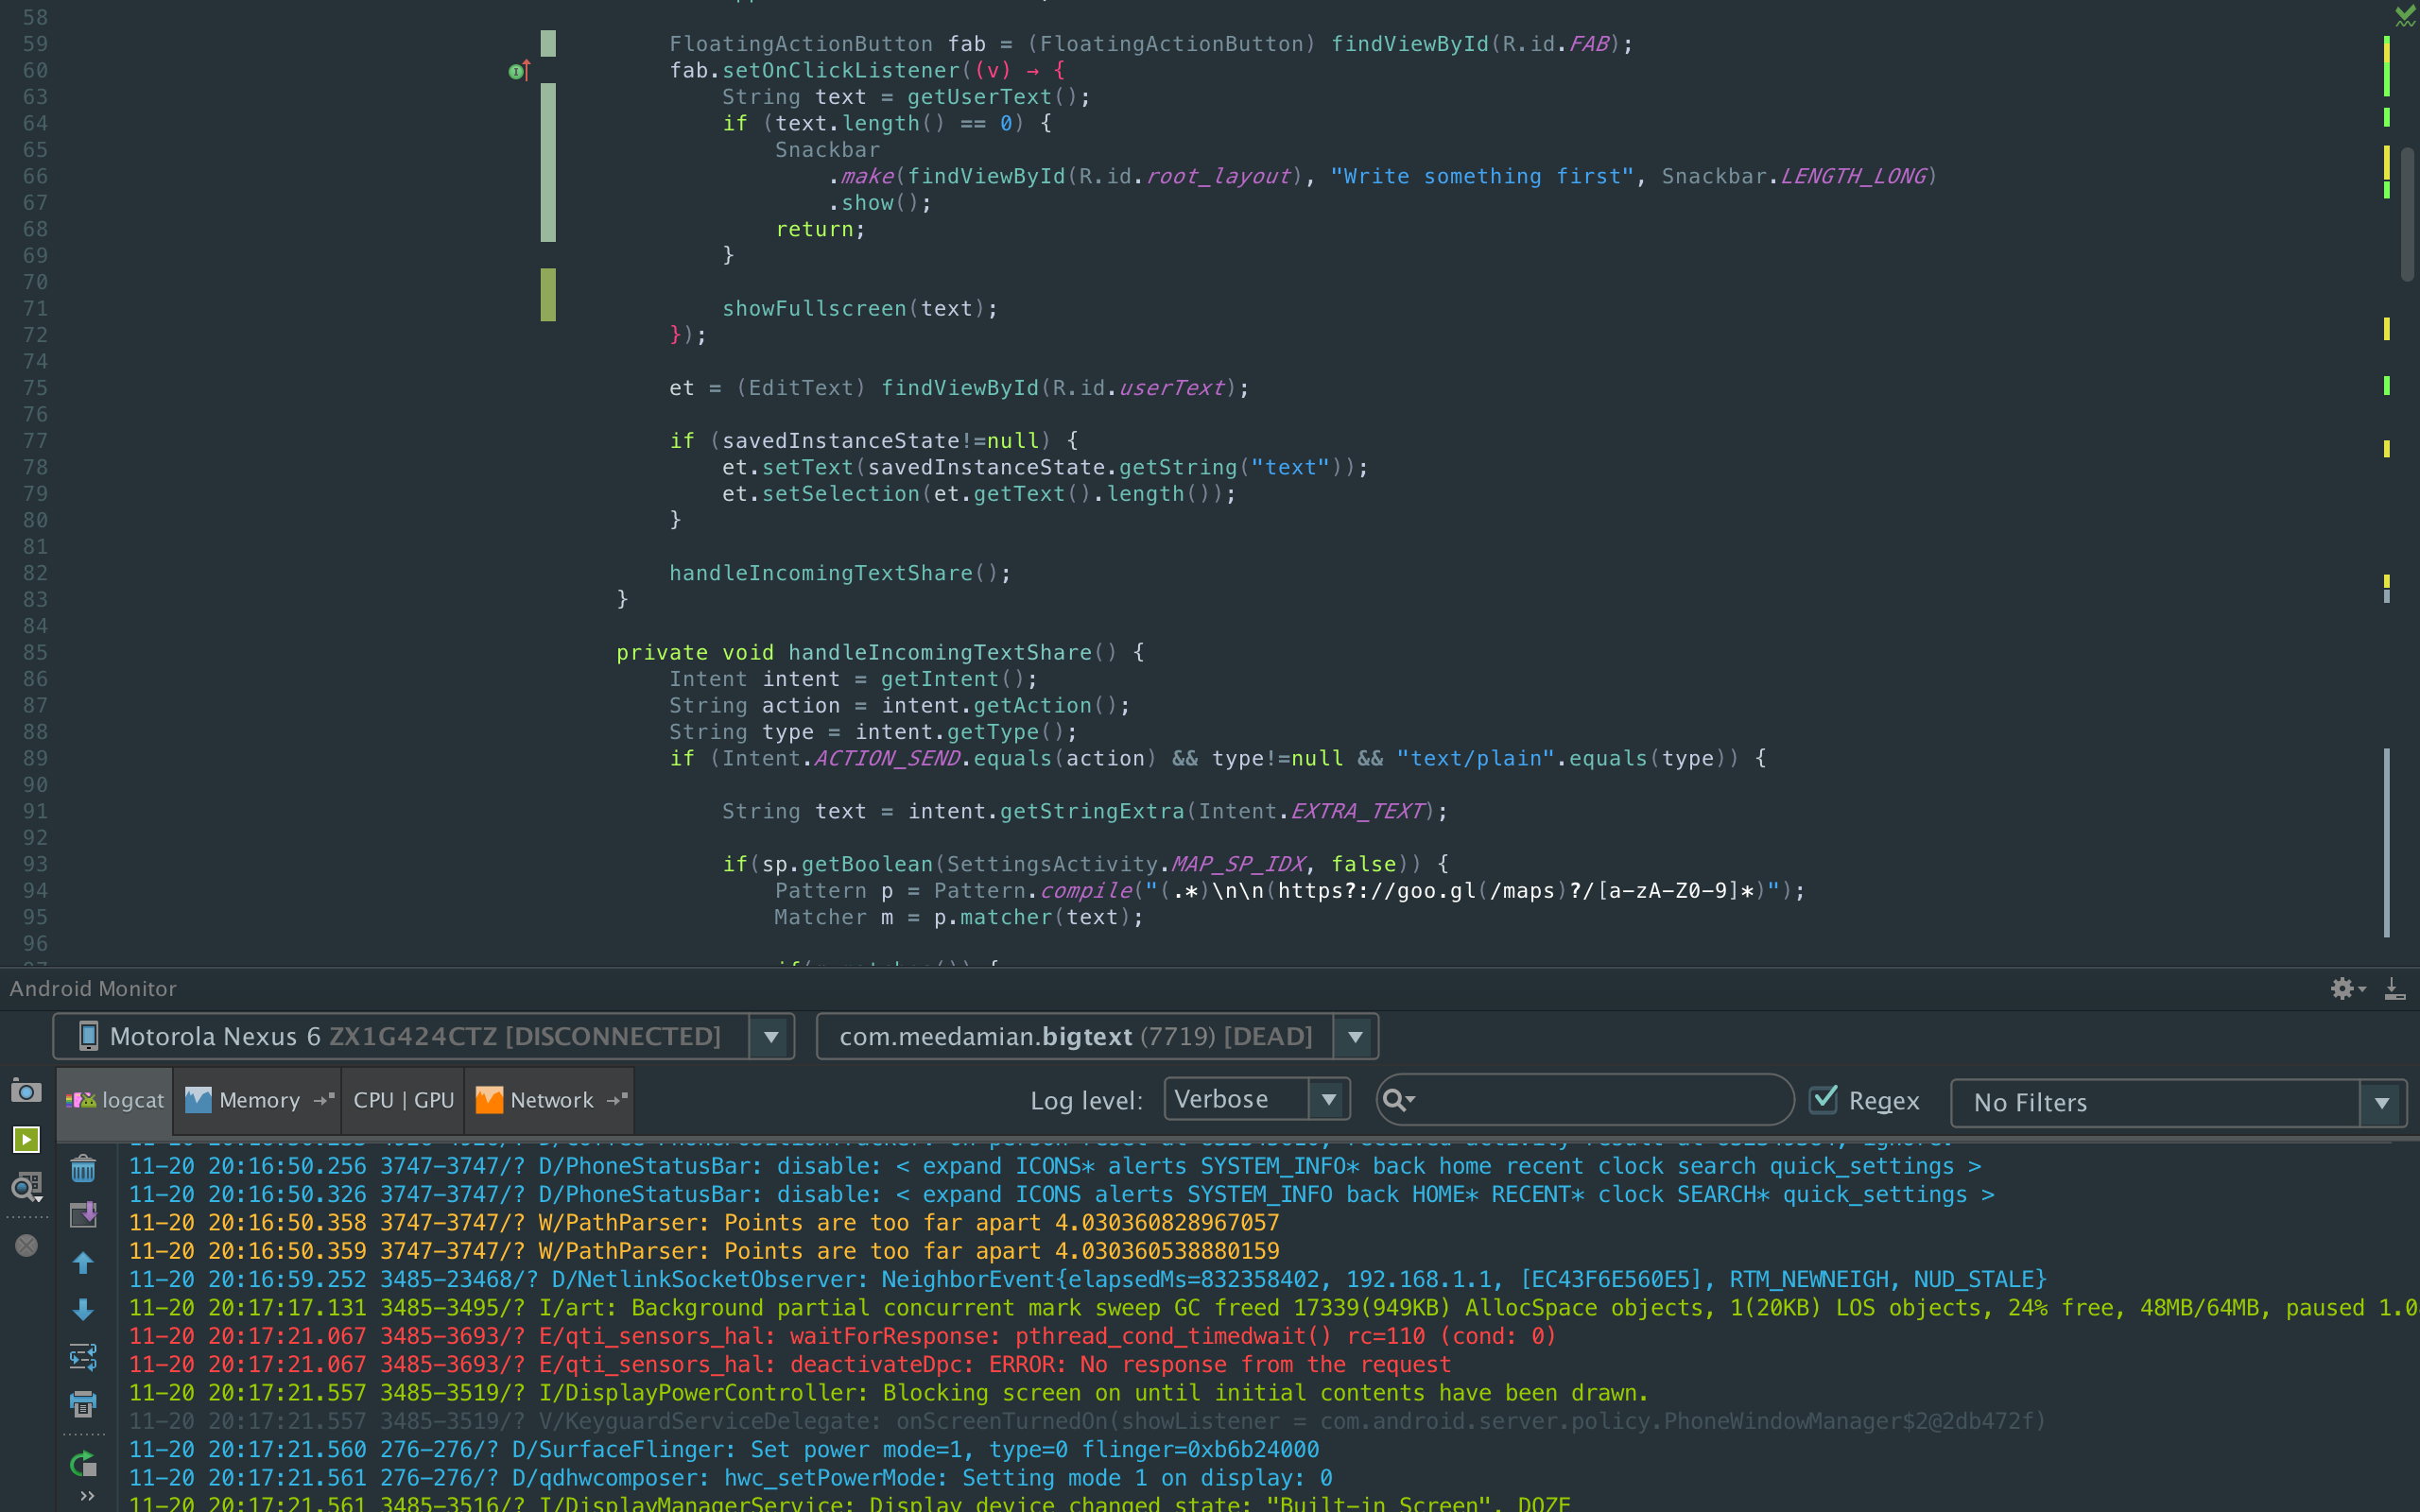 58
59 FloatingActionButton fab = (FloatingActionButton) findViewById(R.id.FAB);
60 fab.setOnClickListener((v) → {
63 String text = getUserText();
64 if (text.length() == 0) {
65 Snackbar
66 .make(findViewById(R.id.root_layout), "Write something first", Snackbar.LENGTH_LONG)
67 .show();
68 return;
69 }
70
71 showFullscreen(text);
72 });
74
75 et = (EditText) findViewById(R.id.userText);
76
77 if (savedInstanceState!=null) {
78 et.setText(savedInstanceState.getString("text"));
79 et.setSelection(et.getText().length());
80 }
81
82 handleIncomingTextShare();
83 }
84
85 private void handleIncomingTextShare() {
86 Intent intent = getIntent();
87 String action = intent.getAction();
88 String type = intent.getType();
89 if (Intent.ACTION_SEND.equals(action) && type!=null && "text/plain".equals(type)) {
90
91 String text = intent.getStringExtra(Intent.EXTRA_TEXT);
92
93 if(sp.getBoolean(SettingsActivity.MAP_SP_IDX, false)) {
94 Pattern p = Pattern.compile("(.*)\n\n(https?://goo.gl(/maps)?/[a-zA-Z0-9]*)");
95 Matcher m = p.matcher(text);
96
Android Monitor
Motorola Nexus 6 ZX1G424CTZ [DISCONNECTED] com.meedamian.bigtext (7719) [DEAD]
logcat Memory CPU | GPU Network Log level: Verbose Regex No Filters
11-20 20:16:50.256 3747-3747/? D/PhoneStatusBar: disable: < expand ICONS* alerts SYSTEM_INFO* back home recent clock search quick_settings >
11-20 20:16:50.326 3747-3747/? D/PhoneStatusBar: disable: < expand ICONS alerts SYSTEM_INFO back HOME* RECENT* clock SEARCH* quick_settings >
11-20 20:16:50.358 3747-3747/? W/PathParser: Points are too far apart 4.030360828967057
11-20 20:16:50.359 3747-3747/? W/PathParser: Points are too far apart 4.030360538880159
11-20 20:16:59.252 3485-23468/? D/NetlinkSocketObserver: NeighborEvent{elapsedMs=832358402, 192.168.1.1, [EC43F6E560E5], RTM_NEWNEIGH, NUD_STALE}
11-20 20:17:17.131 3485-3495/? I/art: Background partial concurrent mark sweep GC freed 17339(949KB) AllocSpace objects, 1(20KB) LOS objects, 24% free, 48MB/64MB, paused 1.0
11-20 20:17:21.067 3485-3693/? E/qti_sensors_hal: waitForResponse: pthread_cond_timedwait() rc=110 (cond: 0)
11-20 20:17:21.067 3485-3693/? E/qti_sensors_hal: deactivateDpc: ERROR: No response from the request
11-20 20:17:21.557 3485-3519/? I/DisplayPowerController: Blocking screen on until initial contents have been drawn.
11-20 20:17:21.557 3485-3519/? V/KeyguardServiceDelegate: onScreenTurnedOn(showListener = com.android.server.policy.PhoneWindowManager$2@2db472f)
11-20 20:17:21.560 276-276/? D/SurfaceFlinger: Set power mode=1, type=0 flinger=0xb6b24000
11-20 20:17:21.561 276-276/? D/qdhwcomposer: hwc_setPowerMode: Setting mode 1 on display: 0
11-20 20:17:21.561 3485-3516/? I/DisplayManagerService: Display device changed state: "Built-in Screen", DOZE